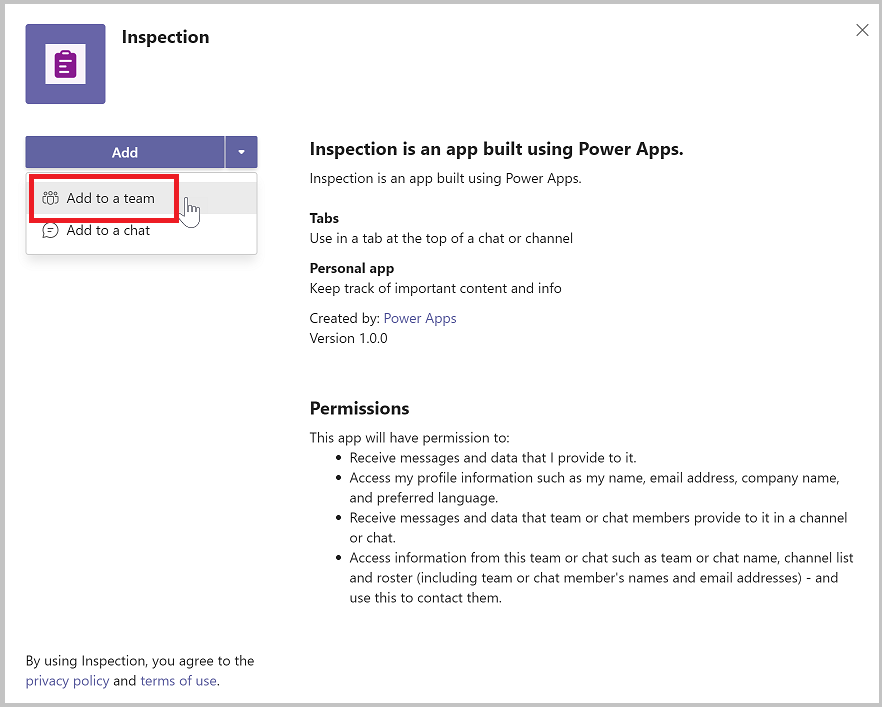 Inspection
Add
Add to a team
Add to a chat
Inspection is an app built using Power Apps.
Inspection is an app built using Power Apps.
Tabs
Use in a tab at the top of a chat or channel
Personal app
Keep track of important content and info
Created by: Power Apps
Version 1.0.0
Permissions
This app will have permission to:
• Receive messages and data that I provide to it.
• Access my profile information such as my name, email address, company name,
and preferred language.
• Receive messages and data that team or chat members provide to it in a channel
or chat.
• Access information from this team or chat such as team or chat name, channel list
and roster (including team or chat member's names and email addresses) - and
use this to contact them.
By using Inspection, you agree to the
privacy policy and terms of use.